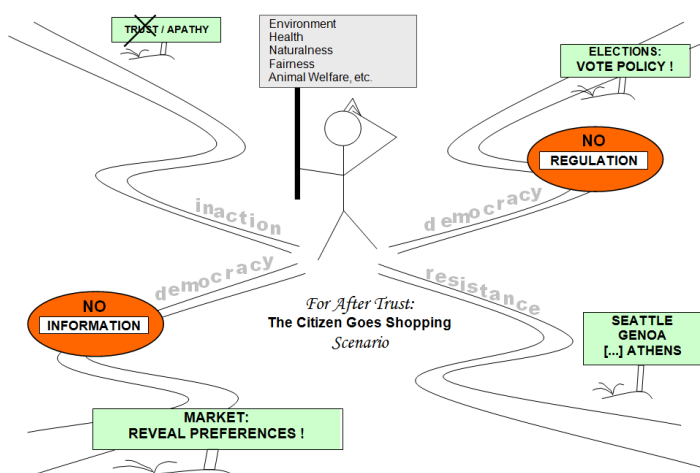 TRUST / APATHY
Environment
Health
Naturalness
Fairness
Animal Welfare, etc.
ELECTIONS:
VOTE POLICY !
NO
REGULATION
inaction
democracy
democracy
resistance
NO
INFORMATION
For After Trust:
The Citizen Goes Shopping
Scenario
SEATTLE
GENOA
[...] ATHENS
MARKET:
REVEAL PREFERENCES !